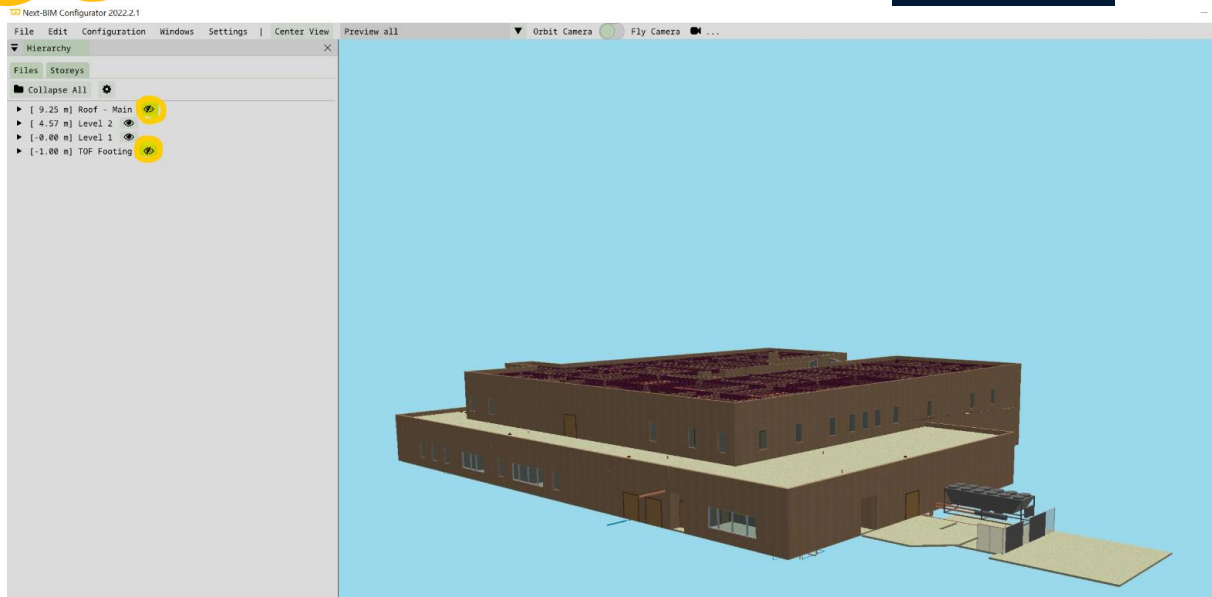 Next-BIM Configurator 2022.2.1
File Edit Configuration Windows Settings | Center View Preview all Orbit Camera Fly Camera ...
Hierarchy
Files Storeys
Collapse All
[ 9.25 m] Roof - Main
[ 4.57 m] Level 2
[-0.00 m] Level 1
[-1.00 m] TOF Footing